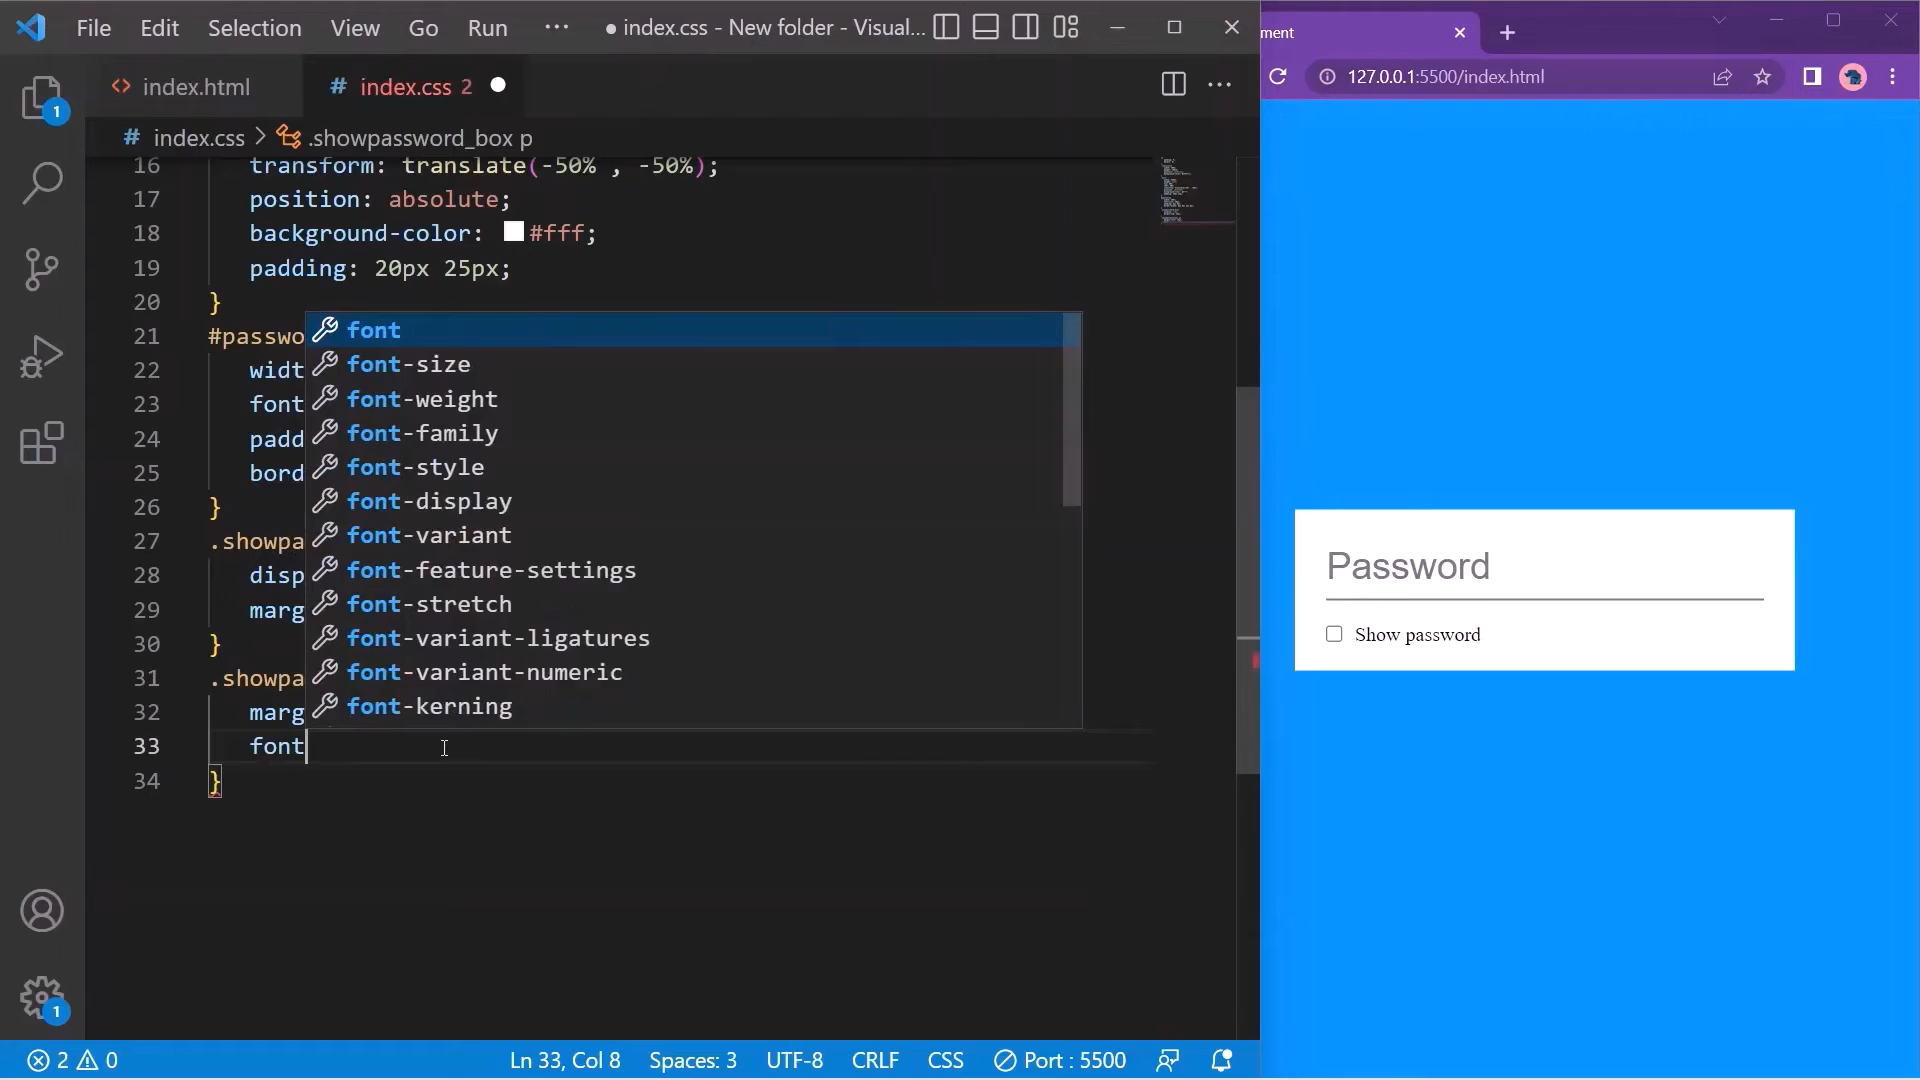 File Edit Selection View Go Run ··· ● index.css - New folder - Visual...
index.html # index.css 2
# index.css > .showpassword_box p
16 transform: translate(-50% , -50%);
17 position: absolute;
18 background-color: #fff;
19 padding: 20px 25px;
20 }
21 #passwo
22 widt
23 font
24 padd
25 bord
26 }
27 .showpa
28 disp
29 marg
30 }
31 .showpa
32 marg
33 font
34 }
font
font-size
font-weight
font-family
font-style
font-display
font-variant
font-feature-settings
font-stretch
font-variant-ligatures
font-variant-numeric
font-kerning
1
1
2 0 Ln 33, Col 8 Spaces: 3 UTF-8 CRLF CSS Port : 5500
ment
127.0.0.1:5500/index.html
Password
Show password